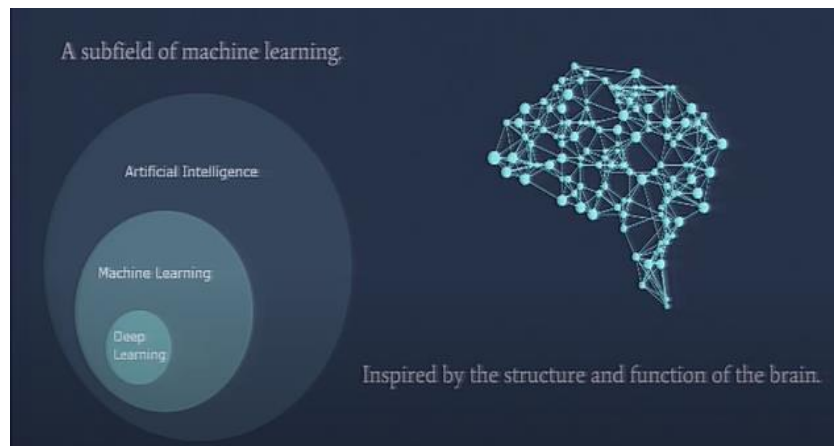 A subfield of machine learning.
Artificial Intelligence
Machine Learning
Deep
Learning
Inspired by the structure and function of the brain.